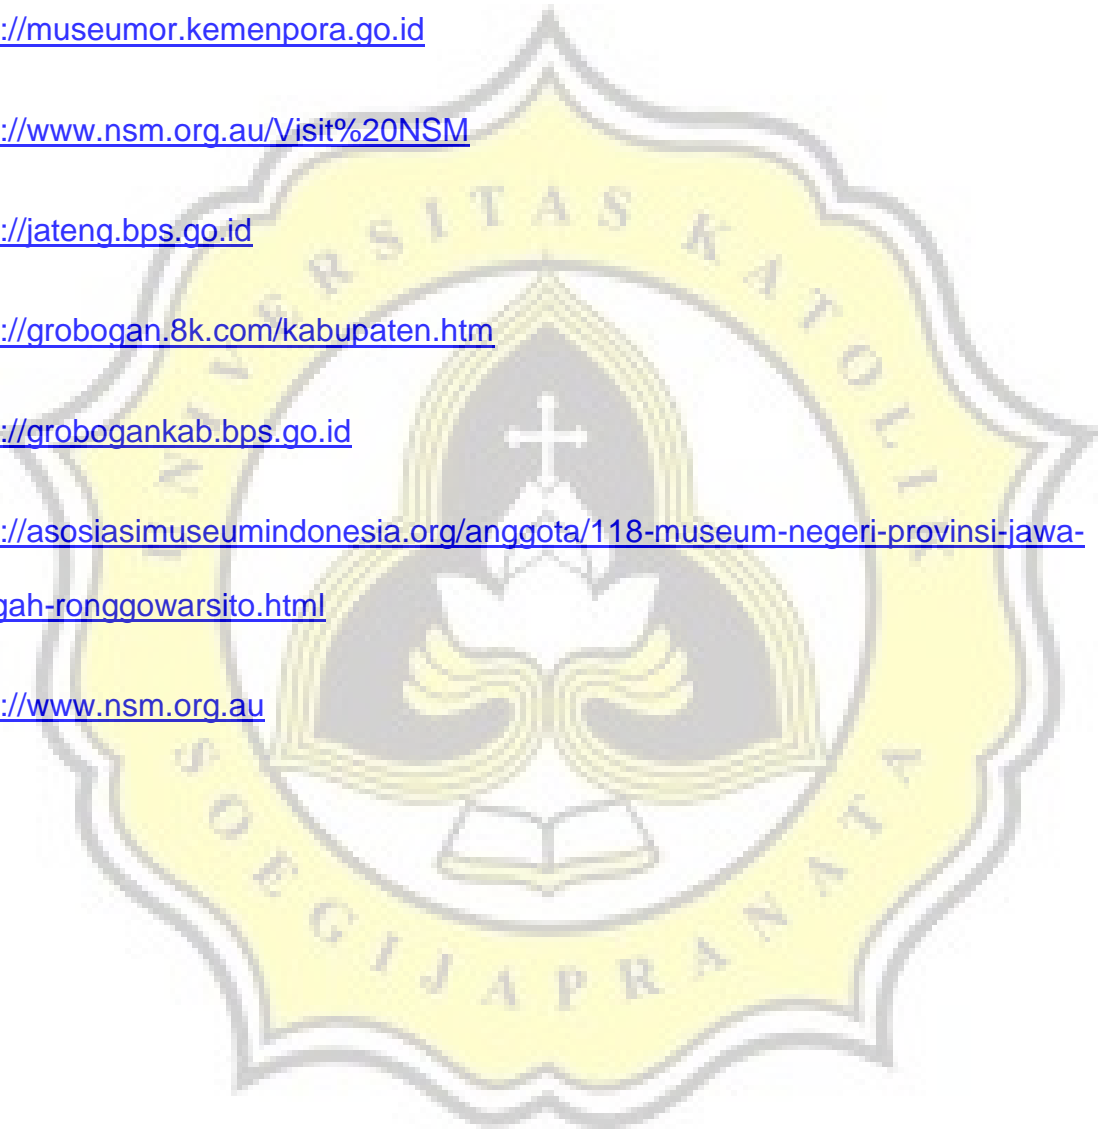 ://museumor.kemenpora.go.id
://www.nsm.org.au/Visit%20NSM
://jateng.bps.go.id
://grobogan.8k.com/kabupaten.htm
://grobogankab.bps.go.id
://asosiasimuseumindonesia.org/anggota/118-museum-negeri-provinsi-jawa-
gah-ronggowarsito.html
://www.nsm.org.au
UNIVERSITAS KATOLIK
SOEGIJAPRANATA